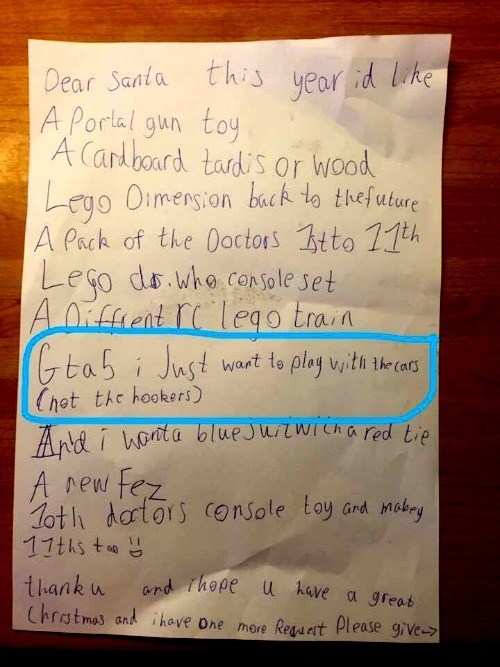 Dear Santa this year id like
A Portal gun toy
A Cardboard tardis or wood
Lego Dimension back to the future
A Pack of the Doctors 1st to 11th
Lego dr. who console set
A Diffrent rc lego train
Gta5 i Just want to play with the cars
(not the hookers)
And i want a blue suit with a red tie
A new Fez
10th doctors console toy and mabey
11ths too
thank u and i hope u have a great
Christmas and i have one more Request Please give→